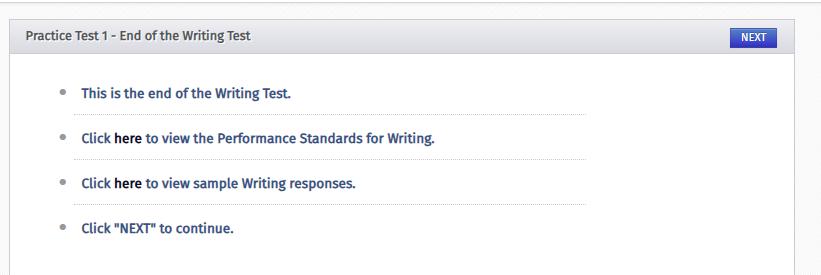 Practice Test 1 - End of the Writing Test
NEXT
This is the end of the Writing Test.
Click here to view the Performance Standards for Writing.
Click here to view sample Writing responses.
Click "NEXT" to continue.